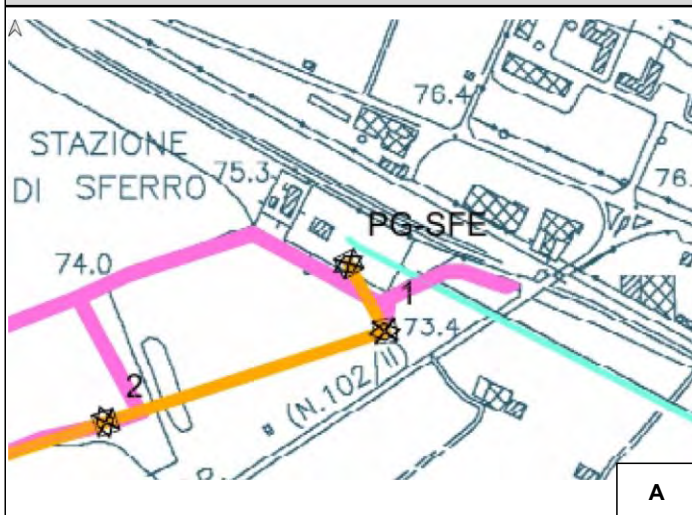 76.4
STAZIONE
DI SFERRO
75.3
76.
PG-SFE
74.0
1
73.4
2
(N.102/II)
A